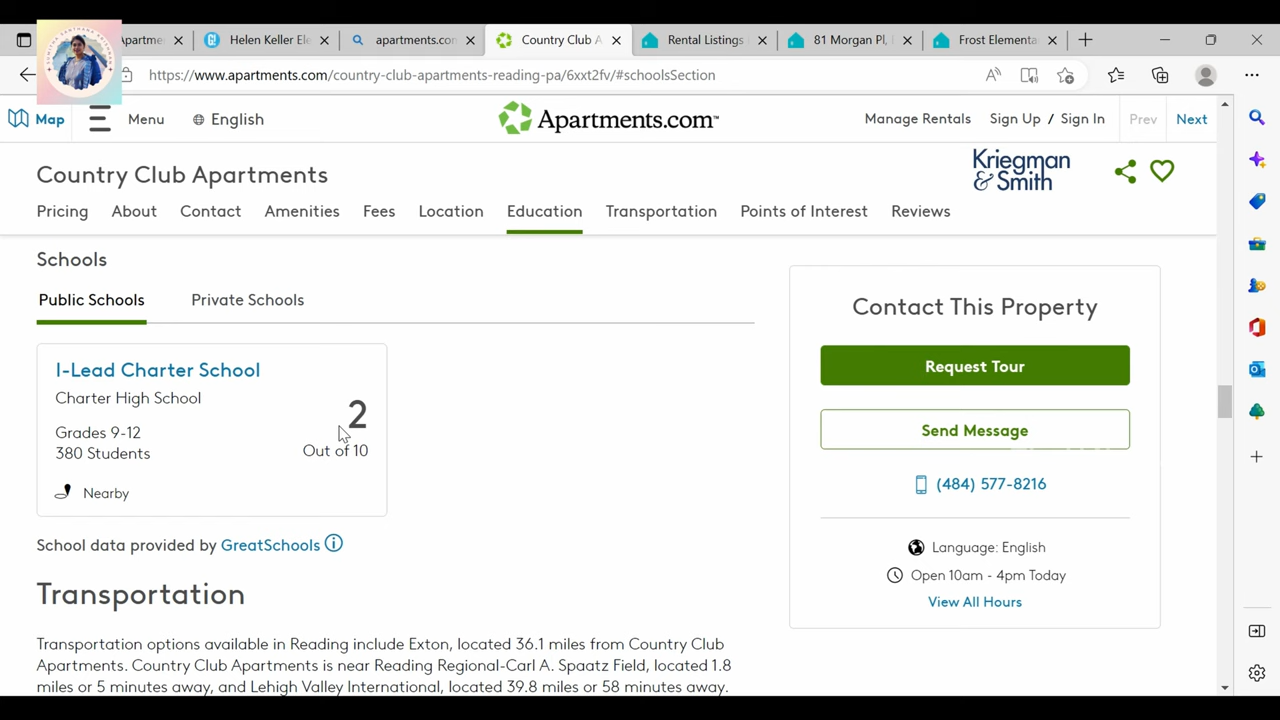 Apartme
Helen Keller Ele
apartments.con
Country Club A
Rental Listings
81 Morgan Pl,
Frost Elementa
https://www.apartments.com/country-club-apartments-reading-pa/6xxt2fv/#schoolsSection
Map
Menu
English
Apartments.com™
Manage Rentals
Sign Up / Sign In
Prev
Next
Country Club Apartments
Kriegman
& Smith
Pricing
About
Contact
Amenities
Fees
Location
Education
Transportation
Points of Interest
Reviews
Schools
Public Schools
Private Schools
I-Lead Charter School
Charter High School
Grades 9-12
380 Students
2
Out of 10
Nearby
School data provided by GreatSchools
Transportation
Transportation options available in Reading include Exton, located 36.1 miles from Country Club
Apartments. Country Club Apartments is near Reading Regional-Carl A. Spaatz Field, located 1.8
miles or 5 minutes away, and Lehigh Valley International, located 39.8 miles or 58 minutes away.
Contact This Property
Request Tour
Send Message
(484) 577-8216
Language: English
Open 10am - 4pm Today
View All Hours